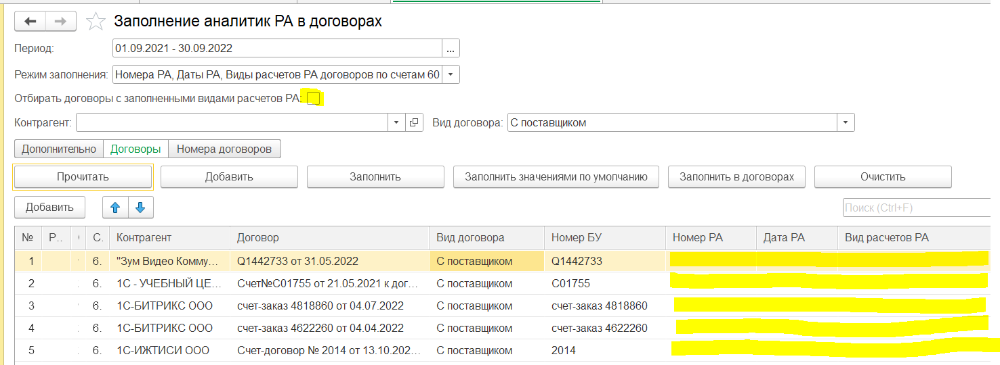 Заполнение аналитик РА в договорах
Период: 01.09.2021 - 30.09.2022 ...
Режим заполнения: Номера РА, Даты РА, Виды расчетов РА договоров по счетам 60
Отбирать договоры с заполненными видами расчетов РА:
Контрагент: Вид договора: С поставщиком
Дополнительно Договоры Номера договоров
Прочитать Добавить Заполнить Заполнить значениями по умолчанию Заполнить в договорах Очистить
Добавить Поиск (Ctrl+F)
№ Р.. С. Контрагент Договор Вид договора Номер БУ Номер РА Дата РА Вид расчетов РА
1 6. "Зум Видео Комму... Q1442733 от 31.05.2022 С поставщиком Q1442733
2 6. 1С - УЧЕБНЫЙ ЦЕ... Счет№С01755 от 21.05.2021 к дог... С поставщиком С01755
3 6. 1С-БИТРИКС ООО счет-заказ 4818860 от 04.07.2022 С поставщиком счет-заказ 4818860
4 6. 1С-БИТРИКС ООО счет-заказ 4622260 от 04.04.2022 С поставщиком счет-заказ 4622260
5 6. 1С-ИЖТИСИ ООО Счет-договор № 2014 от 13.10.202... С поставщиком 2014